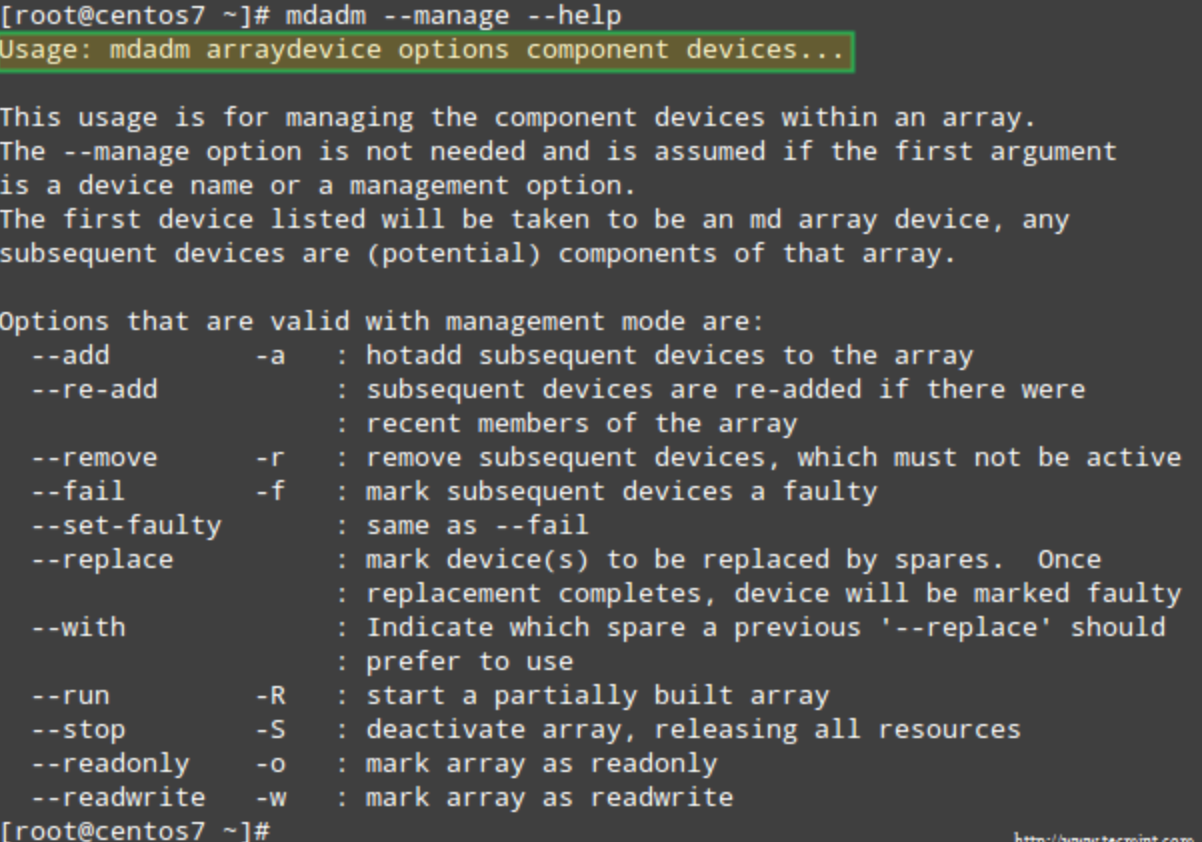 [root@centos7 ~]# mdadm --manage --help
Usage: mdadm arraydevice options component devices...
This usage is for managing the component devices within an array.
The --manage option is not needed and is assumed if the first argument
is a device name or a management option.
The first device listed will be taken to be an md array device, any
subsequent devices are (potential) components of that array.
Options that are valid with management mode are:
--add -a : hotadd subsequent devices to the array
--re-add : subsequent devices are re-added if there were
: recent members of the array
--remove -r : remove subsequent devices, which must not be active
--fail -f : mark subsequent devices a faulty
--set-faulty : same as --fail
--replace : mark device(s) to be replaced by spares. Once
: replacement completes, device will be marked faulty
--with : Indicate which spare a previous '--replace' should
: prefer to use
--run -R : start a partially built array
--stop -S : deactivate array, releasing all resources
--readonly -o : mark array as readonly
--readwrite -w : mark array as readwrite
[root@centos7 ~]#
http://www.tecmint.com